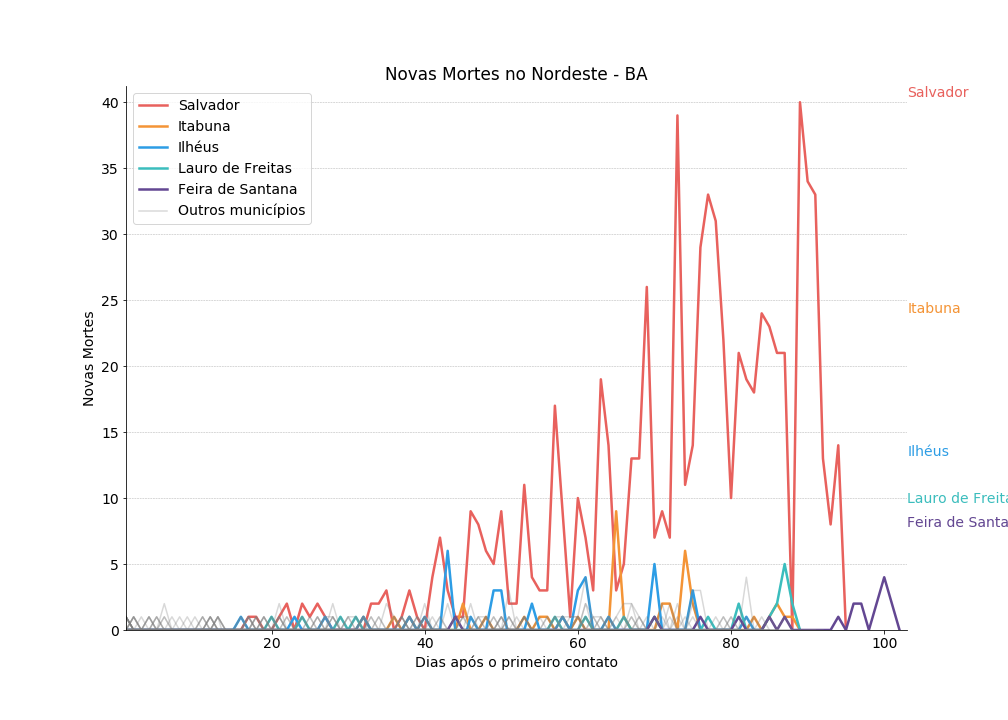 Novas Mortes no Nordeste - BA
Salvador
Itabuna
Ilhéus
Lauro de Freitas
Feira de Santana
Outros municípios
40
35
30
25
20
15
10
5
0
Novas Mortes
20
40
60
80
100
Dias após o primeiro contato
Salvador
Itabuna
Ilhéus
Lauro de Freita
Feira de Santa